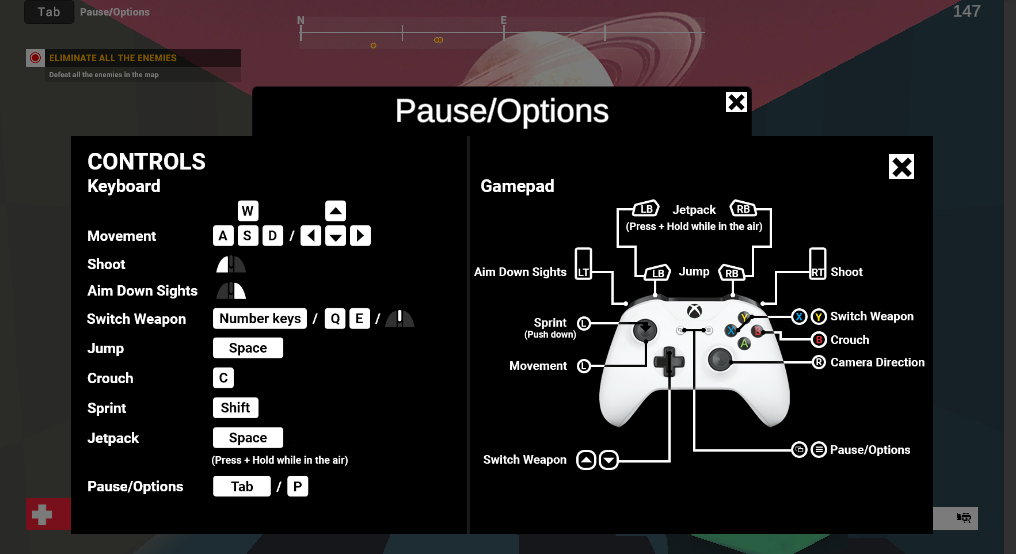 Tab Pause/Options
N E
147
ELIMINATE ALL THE ENEMIES
Defeat all the enemies in the map
Pause/Options
CONTROLS
Keyboard
W
Movement A S D /
Shoot
Aim Down Sights
Switch Weapon Number keys / Q E /
Jump Space
Crouch C
Sprint Shift
Jetpack Space
(Press + Hold while in the air)
Pause/Options Tab / P
Gamepad
LB Jetpack RB
(Press + Hold while in the air)
Aim Down Sights LT LB Jump RB RT Shoot
Sprint L
(Push down)
Movement L
Y X B A
X Y Switch Weapon
B Crouch
R Camera Direction
Switch Weapon
Pause/Options